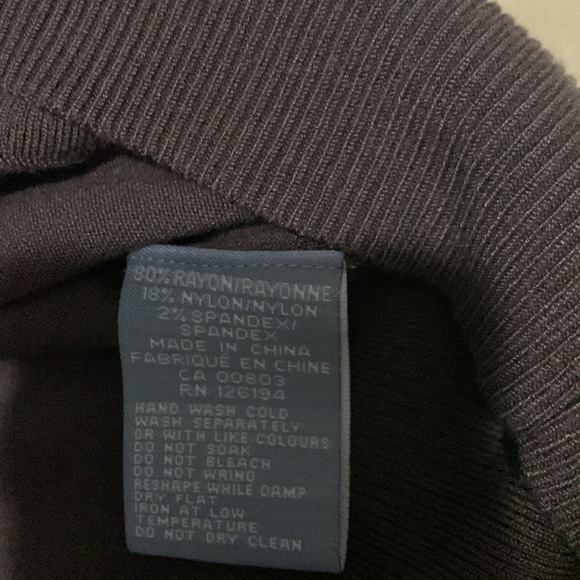 80% RAYON/RAYONNE
18% NYLON/NYLON
2% SPANDEX/
SPANDEX
MADE IN CHINA
FABRIQUÉ EN CHINE
CA 00803
RN 126194
HAND WASH COLD
WASH SEPARATELY
OR WITH LIKE COLOURS
DO NOT SOAK
DO NOT BLEACH
DO NOT WRING
RESHAPE WHILE DAMP
DRY FLAT
IRON AT LOW
TEMPERATURE
DO NOT DRY CLEAN